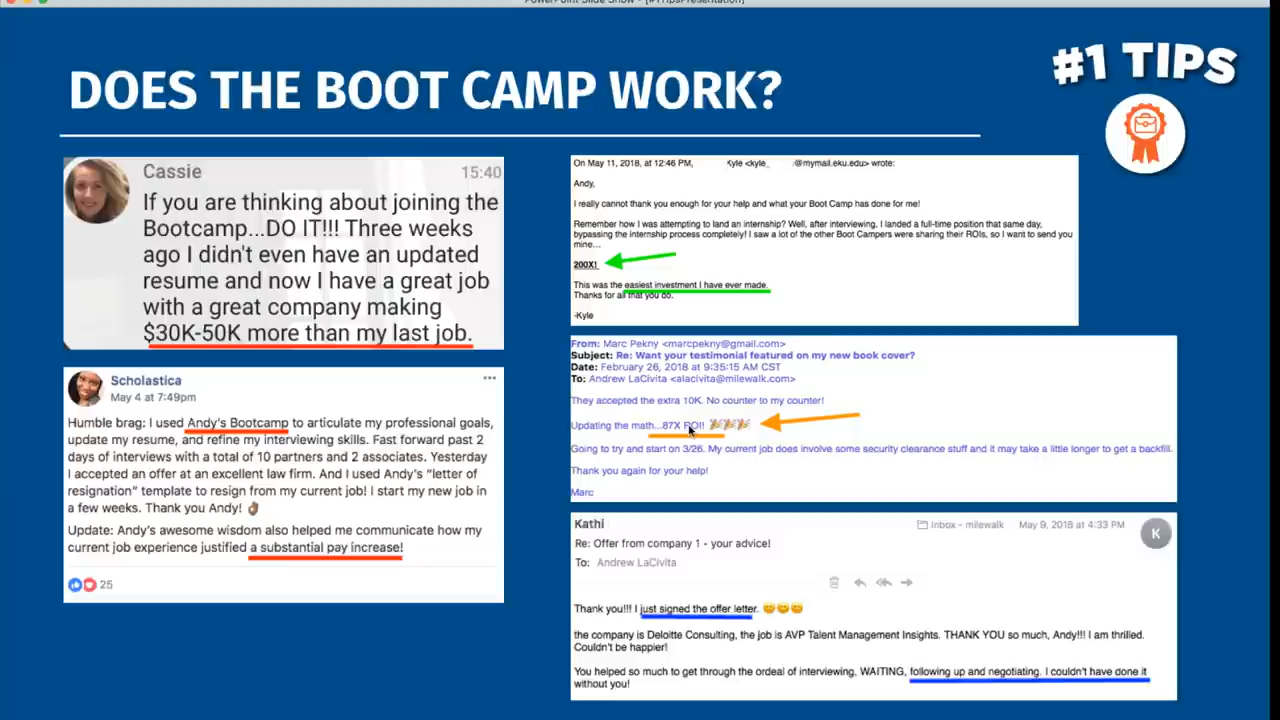 PowerPoint Slide Show - [#1TipsPresentation]
DOES THE BOOT CAMP WORK?
#1 TIPS
Cassie 15:40
If you are thinking about joining the
Bootcamp...DO IT!!! Three weeks
ago I didn't even have an updated
resume and now I have a great job
with a great company making
$30K-50K more than my last job.
Scholastica
May 4 at 7:49pm
Humble brag: I used Andy's Bootcamp to articulate my professional goals,
update my resume, and refine my interviewing skills. Fast forward past 2
days of interviews with a total of 10 partners and 2 associates. Yesterday
I accepted an offer at an excellent law firm. And I used Andy's “letter of
resignation” template to resign from my current job! I start my new job in
a few weeks. Thank you Andy! 👌🏾
Update: Andy's awesome wisdom also helped me communicate how my
current job experience justified a substantial pay increase!
25
On May 11, 2018, at 12:46 PM, Kyle <kyle_ @mymail.eku.edu> wrote:
Andy,
I really cannot thank you enough for your help and what your Boot Camp has done for me!
Remember how I was attempting to land an internship? Well, after interviewing, I landed a full-time position that same day,
bypassing the internship process completely! I saw a lot of the other Boot Campers were sharing their ROIs, so I want to send you
mine...
200X!
This was the easiest investment I have ever made.
Thanks for all that you do.
-Kyle
From: Marc Pekny <marcpekny@gmail.com>
Subject: Re: Want your testimonial featured on my new book cover?
Date: February 26, 2018 at 9:35:15 AM CST
To: Andrew LaCivita <alacivita@milewalk.com>
They accepted the extra 10K. No counter to my counter!
Updating the math...87X ROI! 🎉🎉🎉
Going to try and start on 3/26. My current job does involve some security clearance stuff and it may take a little longer to get a backfill.
Thank you again for your help!
Marc
Kathi Inbox - milewalk May 9, 2018 at 4:33 PM K
Re: Offer from company 1 - your advice!
To: Andrew LaCivita
Thank you!!! I just signed the offer letter. 😊😊😊
the company is Deloitte Consulting, the job is AVP Talent Management Insights. THANK YOU so much, Andy!!! I am thrilled.
Couldn't be happier!
You helped so much to get through the ordeal of interviewing, WAITING, following up and negotiating. I couldn't have done it
without you!